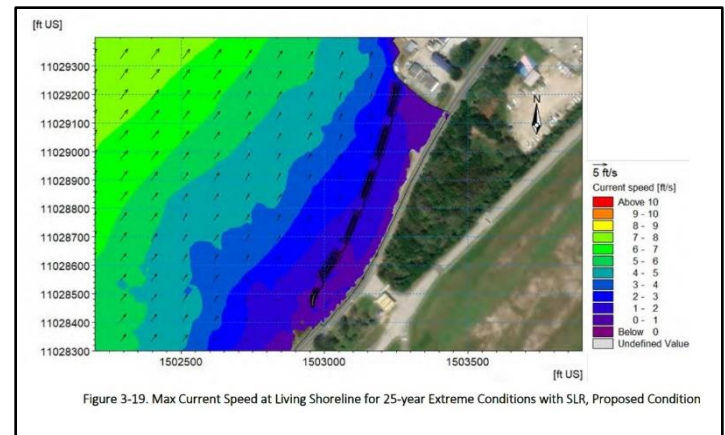 [ft US]
11029300
11029200
11029100
11029000
11028900
11028800
11028700
11028600
11028500
11028400
11028300
1502500
1503000
1503500
[ft US]
N
5 ft/s
Current speed [ft/s]
Above 10
9 - 10
8 - 9
7 - 8
6 - 7
5 - 6
4 - 5
3 - 4
2 - 3
1 - 2
0 - 1
Below 0
Undefined Value
Figure 3-19. Max Current Speed at Living Shoreline for 25-year Extreme Conditions with SLR, Proposed Condition